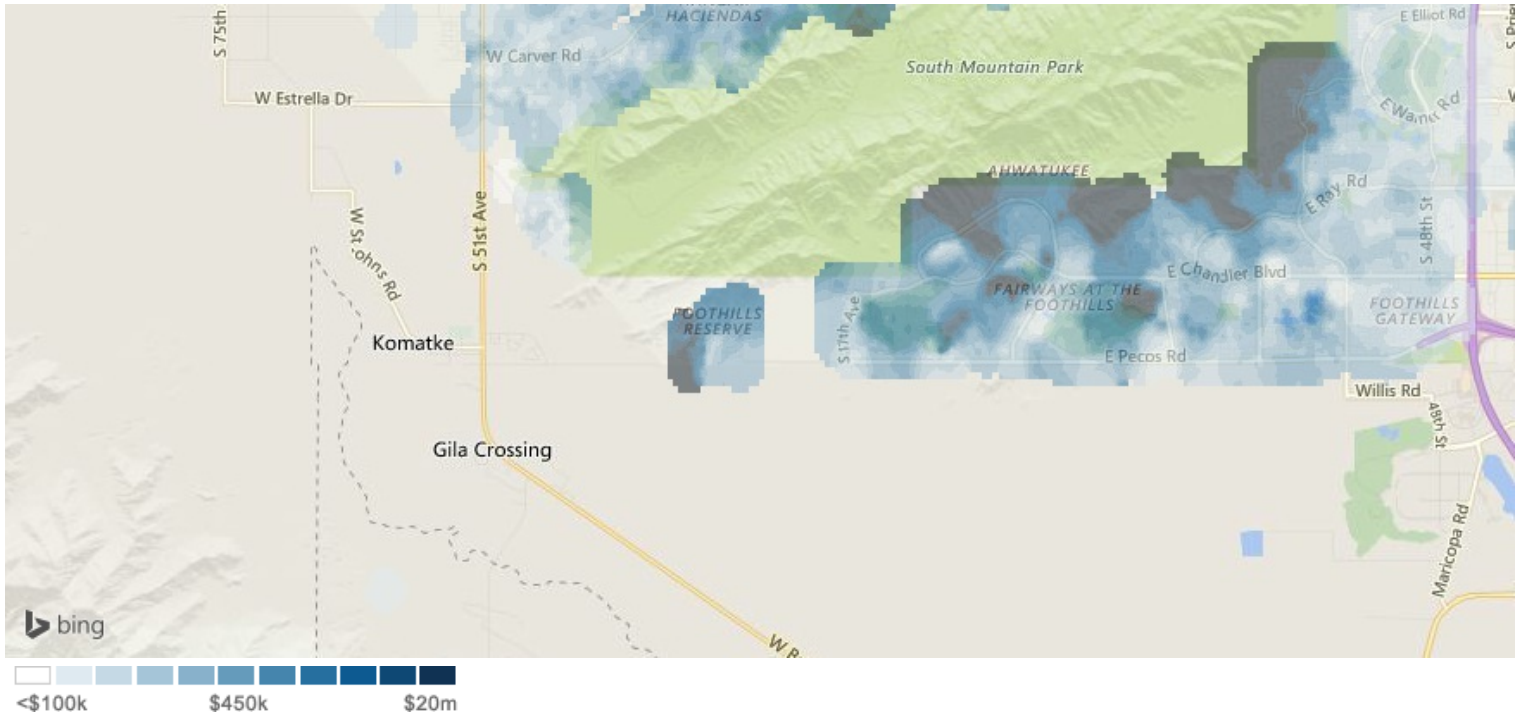 S 75th
HACIENDAS
E Elliot Rd
W Carver Rd
South Mountain Park
W Estrella Dr
E Warner Rd
AHWATUKEE
E Ray Rd
S 51st Ave
W St Johns Rd
S 48th St
E Chandler Blvd
FAIRWAYS AT THE
FOOTHILLS
FOOTHILLS
RESERVE
S 17th Ave
FOOTHILLS
GATEWAY
Komatke
E Pecos Rd
Willis Rd
48th St
Gila Crossing
Maricopa Rd
bing
W
<$100k
$450k
$20m